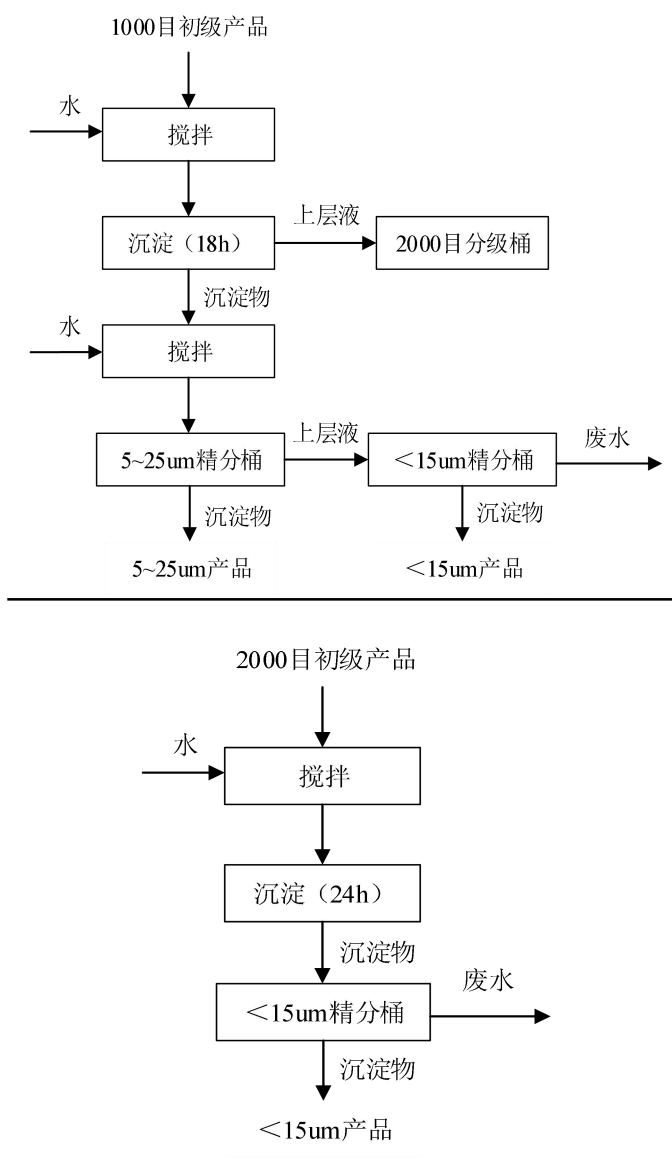 1000目初级产品
水
搅拌
上层液
沉淀（18h）
2000目分级桶
沉淀物
水
搅拌
上层液
废水
5~25um精分桶
＜15um精分桶
沉淀物
沉淀物
5~25um产品
＜15um产品
2000目初级产品
水
搅拌
沉淀（24h）
沉淀物
废水
＜15um精分桶
沉淀物
＜15um产品